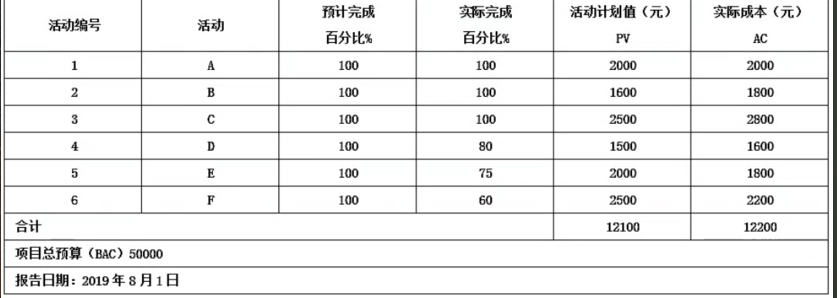 活动编号 活动 预计完成百分比% 实际完成百分比% 活动计划值（元）PV 实际成本（元）AC
1 A 100 100 2000 2000
2 B 100 100 1600 1800
3 C 100 100 2500 2800
4 D 100 80 1500 1600
5 E 100 75 2000 1800
6 F 100 60 2500 2200
合计 12100 12200
项目总预算（BAC）50000
报告日期：2019 年 8 月 1 日